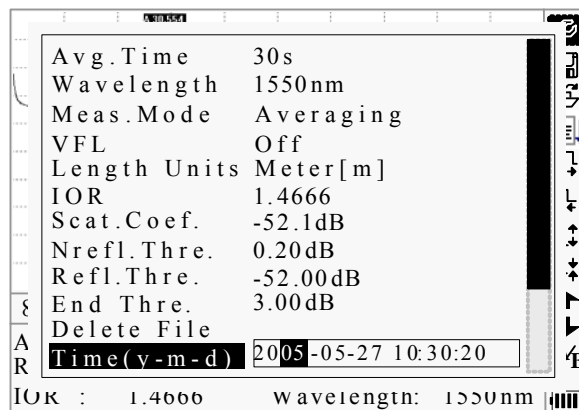 A 30.554
Avg.Time 30s
Wavelength 1550nm
Meas.Mode Averaging
VFL Off
Length Units Meter[m]
IOR 1.4666
Scat.Coef. -52.1dB
Nrefl.Thre. 0.20dB
Refl.Thre. -52.00dB
End Thre. 3.00dB
Delete File
Time(y-m-d) 2005-05-27 10:30:20
A
R
IOR : 1.4666 Wavelength: 1550nm